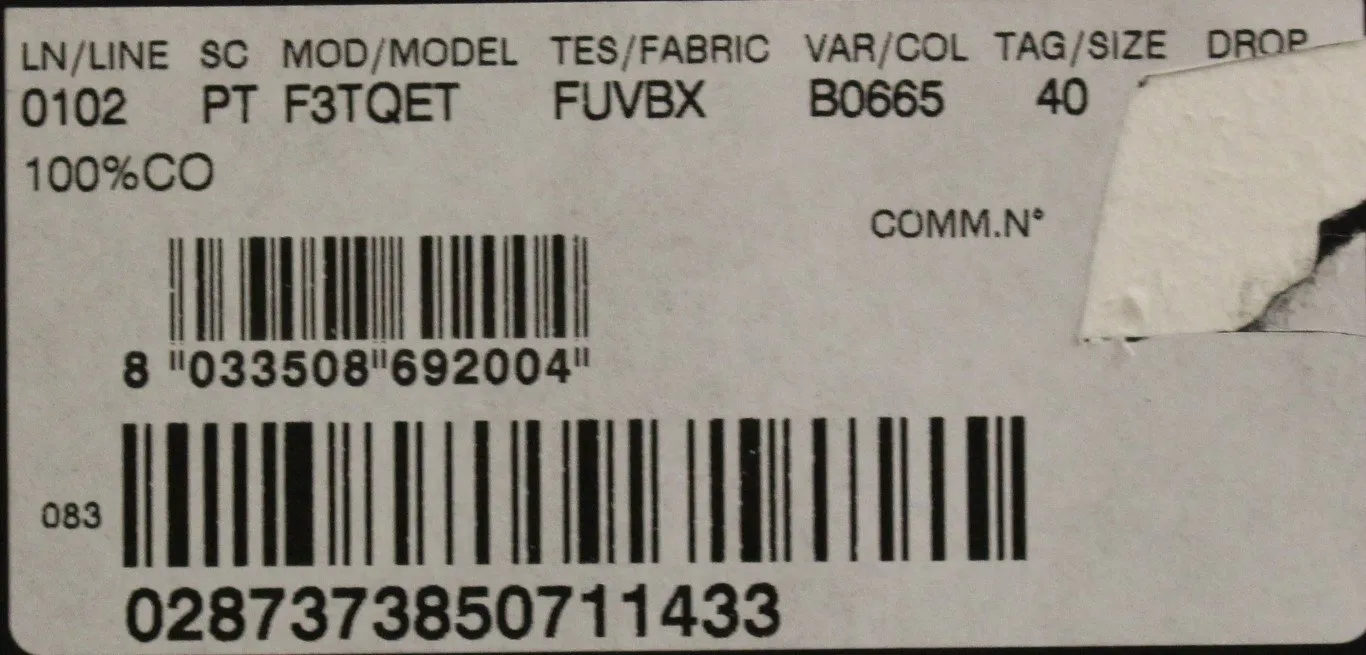 LN/LINE SC MOD/MODEL TES/FABRIC VAR/COL TAG/SIZE DROP
0102 PT F3TQET FUVBX B0665 40
100%CO
COMM.N°
8 "033508"692004"
083
0287373850711433